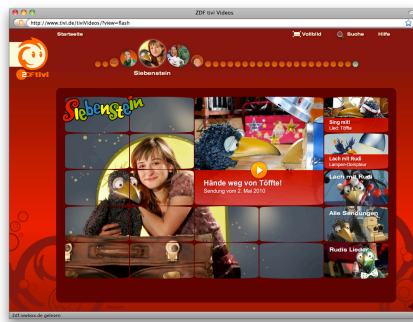 ZDF tivi Videos
http://www.tivi.de/tiviVideos/?view=flash
Startseite
Vollbild
Suche
Hilfe
ZDF tivi
Siebenstein
Siebenstein
Sing mit!
Lied: Töffte
Lach mit Rudi
Lampen-Dompteur
Hände weg von Töffte!
Sendung vom 2. Mai 2010
Lach mit Rudi
Alle Sendungen
Rudis Lieder